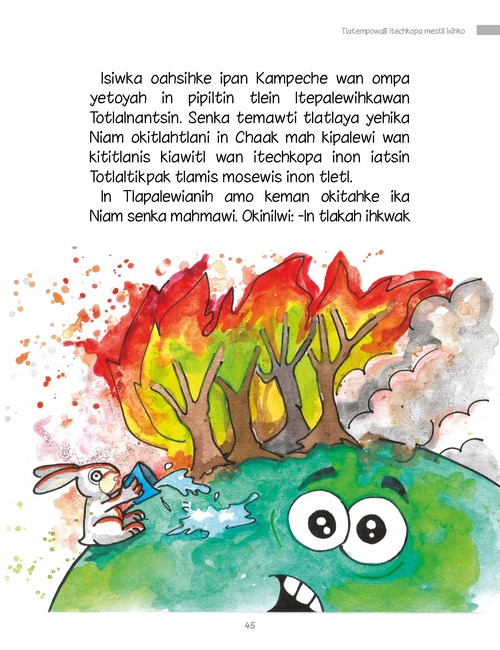 Tlatempowalli itechkopa mestli ixihko
Isiwka oahsihke ipan Kampeche wan ompa
yetoyah in pipiltin tlein Itepalewihkawan
Totlalnantsin. Senka temawti tlatlaya yehika
Niam okitlahtlani in Chaak mah kipalewi wan
kititlanis kiawitl wan itechkopa inon iatsin
Totlaltikpak tlamis mosewis inon tletl.
In Tlapalewianih amo keman okitahke ika
Niam senka mahmawi. Okinilwi: -In tlakah ihkwak
45